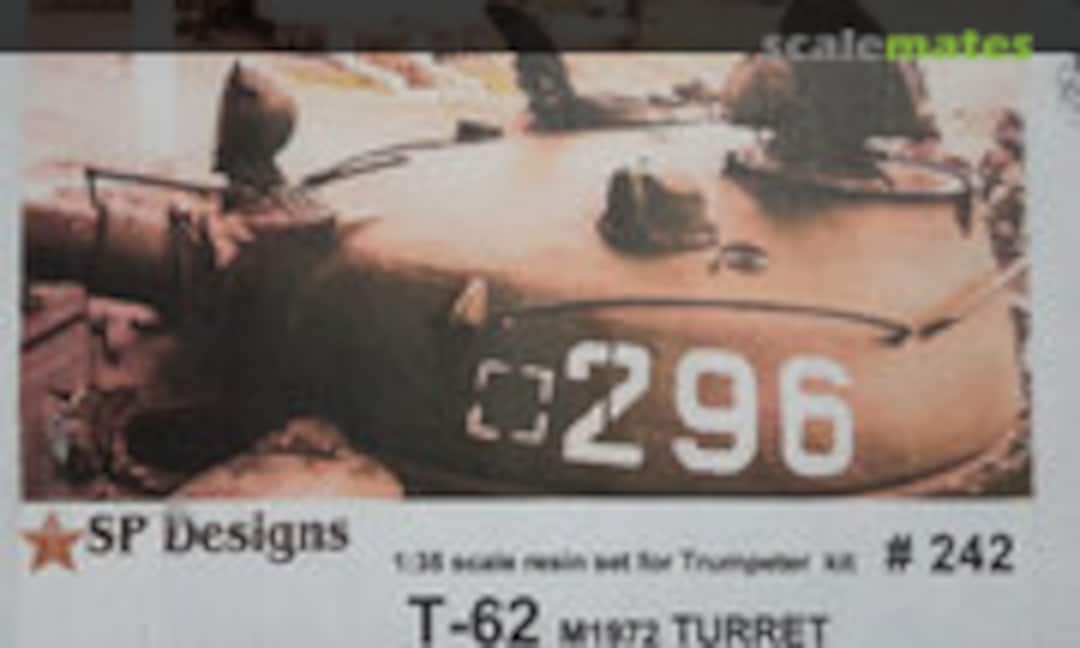 scalemates
296
SP Designs
1:35 scale resin set for Trumpeter kit # 242
T-62 M1972 TURRET